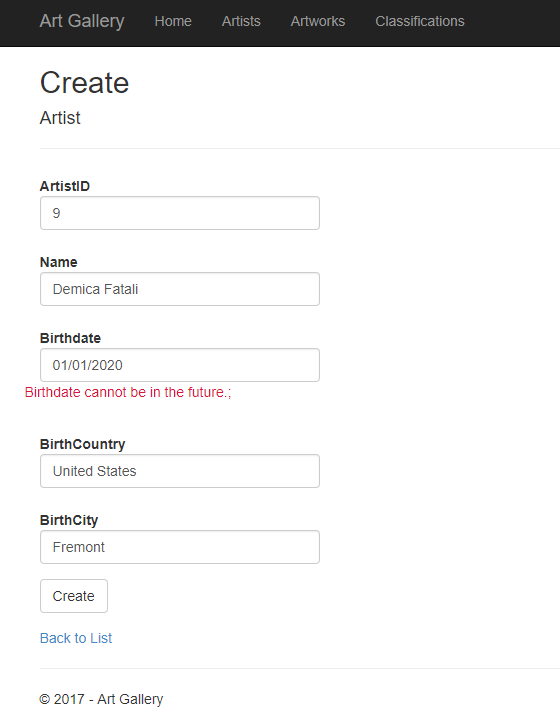 Art Gallery Home Artists Artworks Classifications
Create
Artist
ArtistID
9
Name
Demica Fatali
Birthdate
01/01/2020
Birthdate cannot be in the future.;
BirthCountry
United States
BirthCity
Fremont
Create
Back to List
© 2017 - Art Gallery